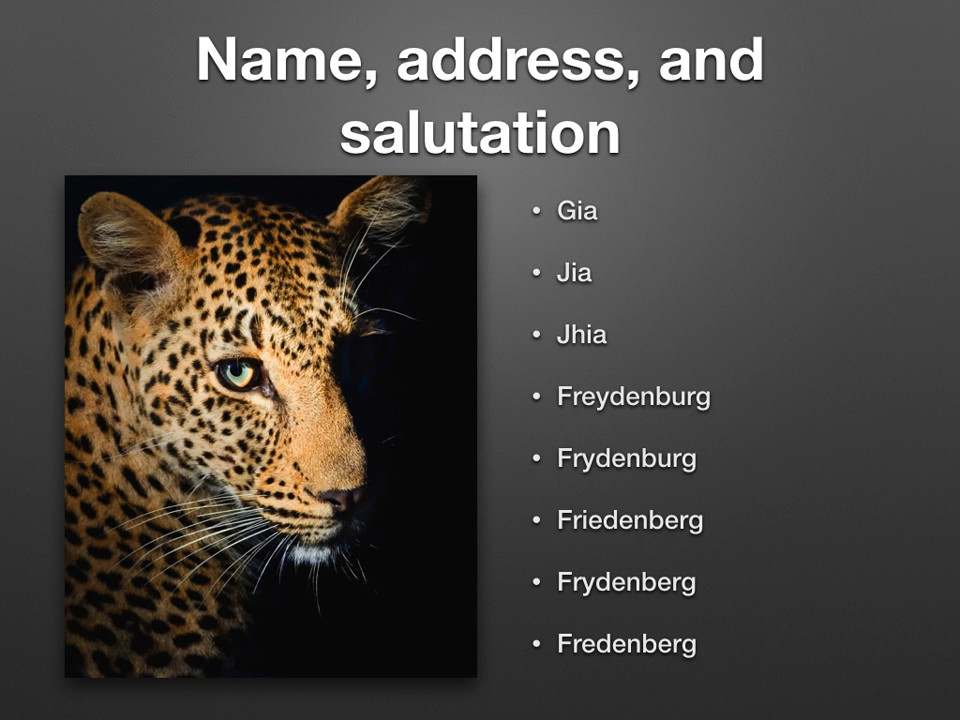 Name, address, and
salutation
• Gia
• Jia
• Jhia
• Freydenburg
• Frydenburg
• Friedenberg
• Frydenberg
• Fredenberg